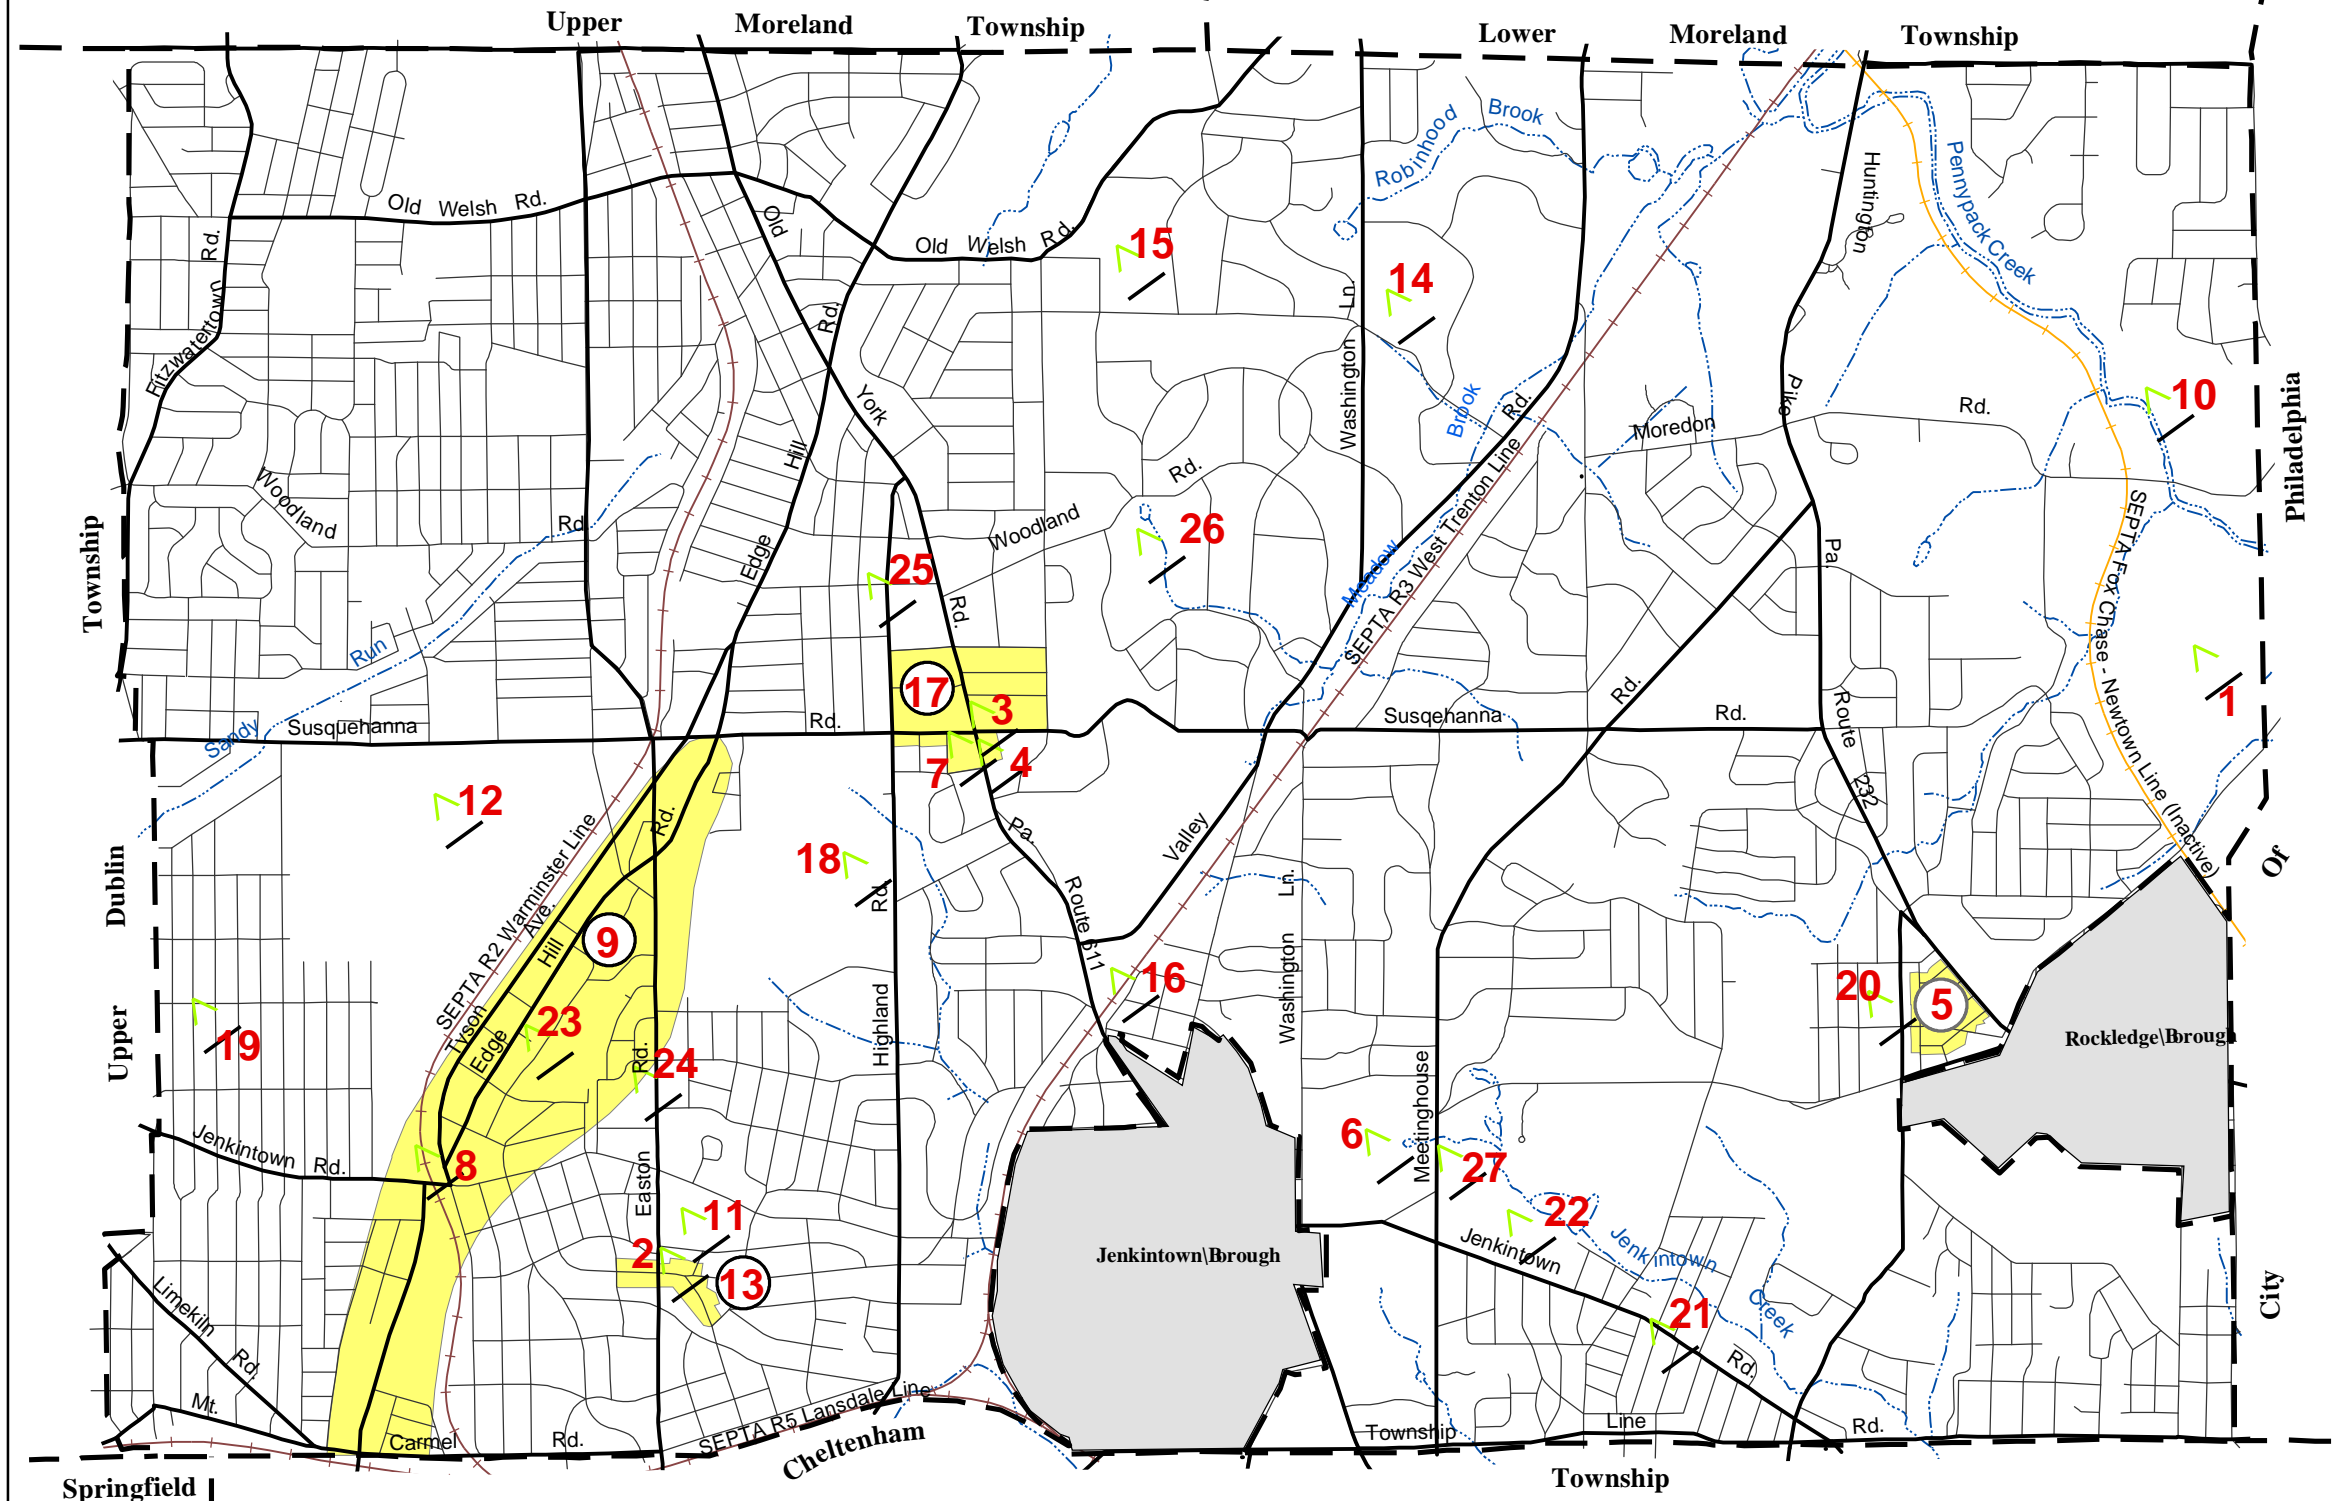 Upper Moreland Township
Lower Moreland Township
Robinhood Brook
Pennypack Creek
Huntington
Old Welsh Rd.
Old
Old Welsh Rd.
15
14
Rd.
Fitzwatertown
Rd.
Ln.
Washington
York
Hill
Brook
Rd.
Moredon
Pike
Rd.
10
Philadelphia
Woodland
Rd.
Rd.
Woodland
26
SEPTA R3 West Trenton Line
Meadow
Pa.
SEPTA Fox Chase - Newtown Line (Inactive)
Township
Edge
25
Rd.
Run
Sandy
17
3
Rd.
1
Susquehanna
Rd.
Susqehanna
Rd.
Route
232
7
4
12
18
Pa.
Valley
Of
Dublin
SEPTA R2 Warminster Line
Ave.
Rd.
Hill
9
Rd.
Route 611
Ln.
Washington
16
20
5
Rockledge\Borough
Upper
19
Tyson
Edge
23
Rd.
24
Highland
Meetinghouse
6
27
Jenkintown Rd.
8
Easton
11
2
13
Jenkintown\Borough
22
Jenkintown
Jenkintown
Creek
21
Rd.
City
Limekiln
Rd.
Mt.
Carmel
Rd.
SEPTA R5 Lansdale Line
Cheltenham
Township
Line
Rd.
Springfield
Township